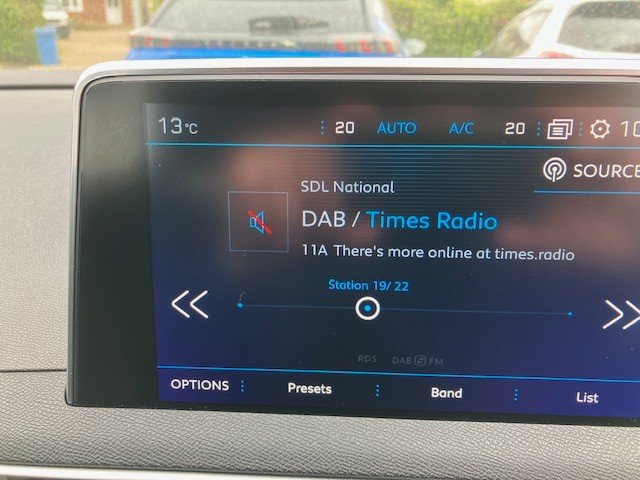 13°C 20 AUTO A/C 20
SOURCE
SDL National
DAB / Times Radio
11A There's more online at times.radio
Station 19/ 22
RDS DAB FM
OPTIONS Presets Band List